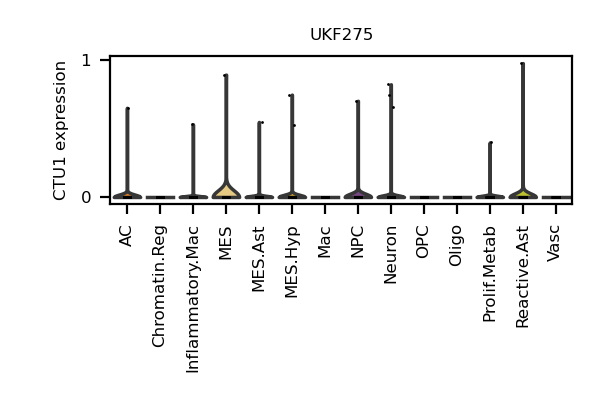 UKF275
CTU1 expression
1
0
AC
Chromatin.Reg
Inflammatory.Mac
MES
MES.Ast
MES.Hyp
Mac
NPC
Neuron
OPC
Oligo
Prolif.Metab
Reactive.Ast
Vasc